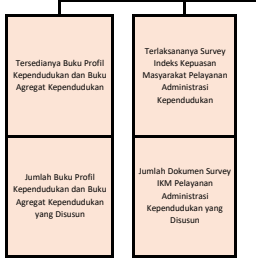 Tersedianya Buku Profil
Kependudukan dan Buku
Agregat Kependudukan
Terlaksananya Survey
Indeks Kepuasan
Masyarakat Pelayanan
Administrasi
Kependudukan
Jumlah Buku Profil
Kependudukan dan Buku
Agregat Kependudukan
yang Disusun
Jumlah Dokumen Survey
IKM Pelayanan
Administrasi
Kependudukan yang
Disusun